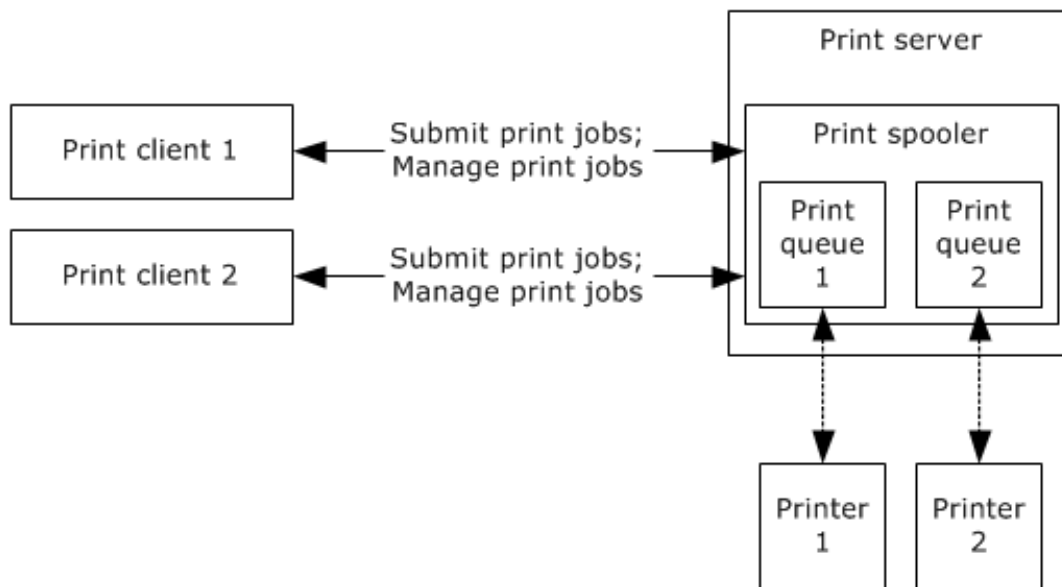 Print server
Print client 1
Submit print jobs;
Manage print jobs
Print spooler
Print
queue
1
Print
queue
2
Print client 2
Submit print jobs;
Manage print jobs
Printer
1
Printer
2